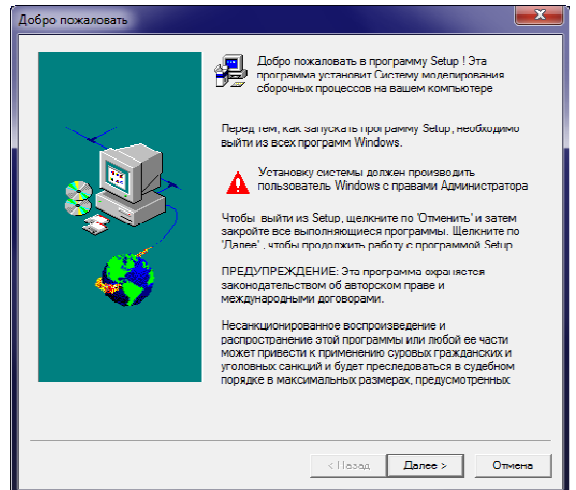 Добро пожаловать
Добро пожаловать в программу Setup ! Эта
программа установит Систему моделирования
сборочных процессов на вашем компьютере
Перед тем, как запускать программу Setup, необходимо
выйти из всех программ Windows.
Установку системы должен производить
пользователь Windows с правами Администратора
Чтобы выйти из Setup, щелкните по 'Отменить' и затем
закройте все выполняющиеся программы. Щелкните по
'Далее' , чтобы продолжить работу с программой Setup
ПРЕДУПРЕЖДЕНИЕ: Эта программа охраняется
законодательством об авторском праве и
международными договорами.
Несанкционированное воспроизведение и
распространение этой программы или любой ее части
может привести к применению суровых гражданских и
уголовных санкций и будет преследоваться в судебном
порядке в максимальных размерах, предусмотренных
< Назад Далее > Отмена